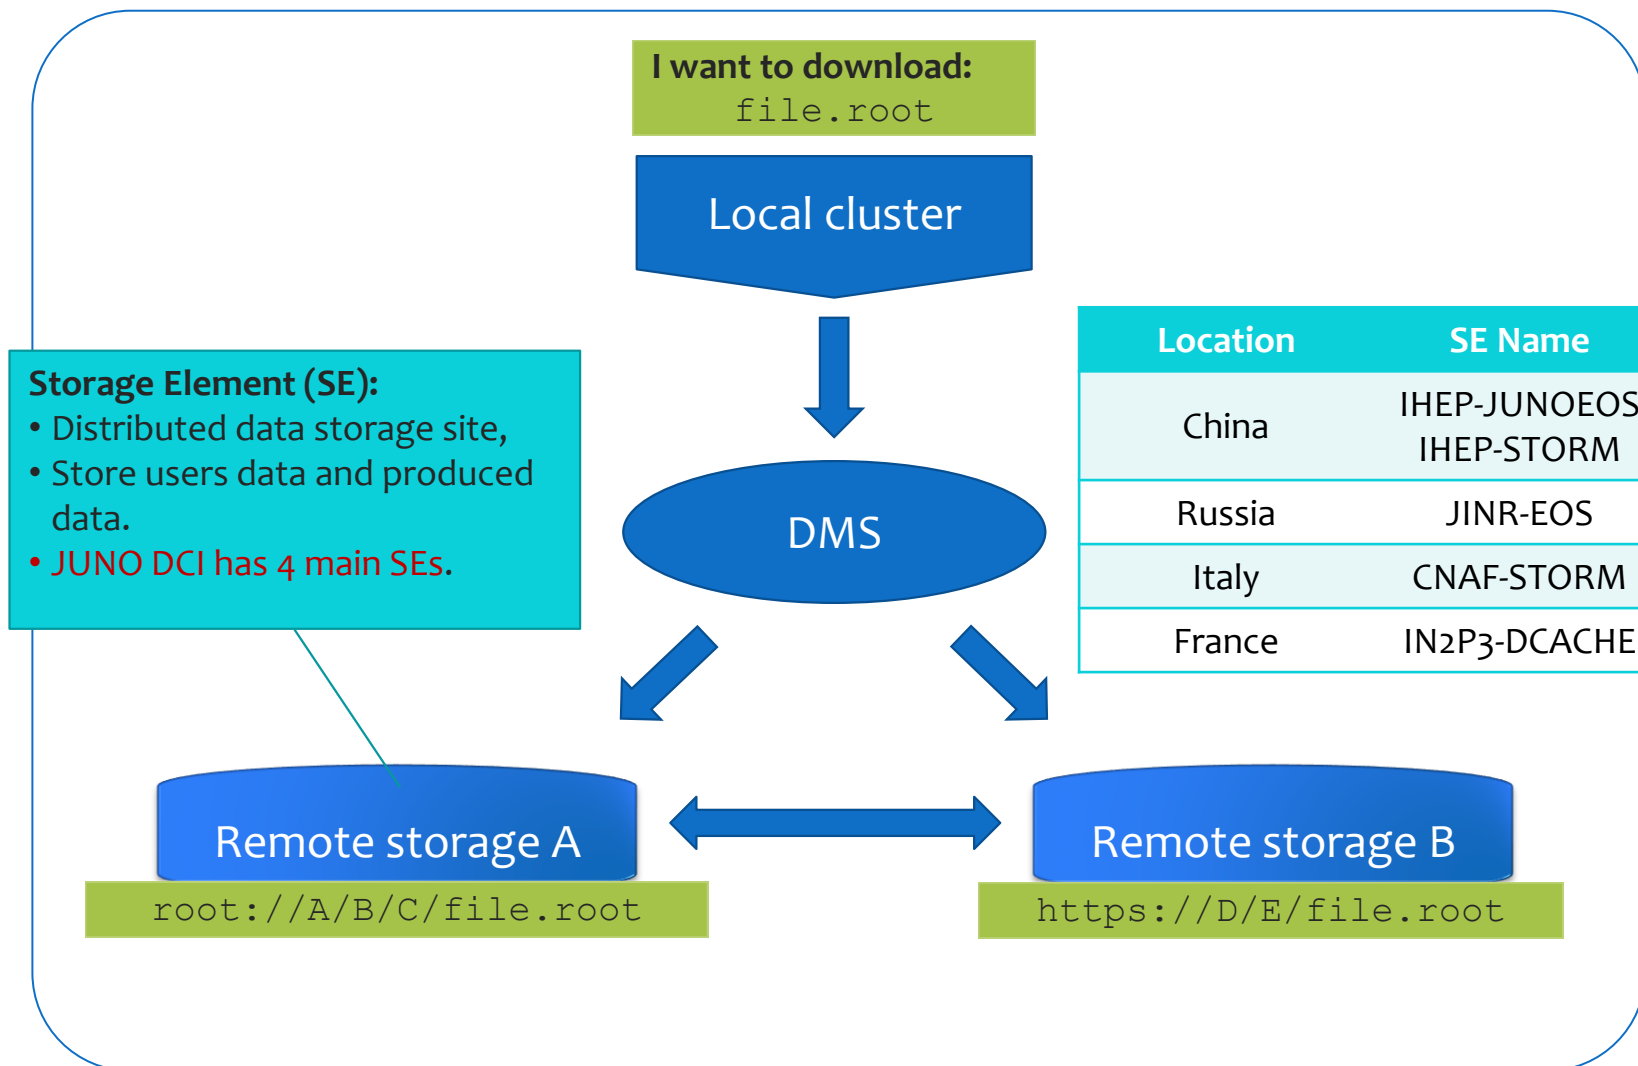 I want to download:
file.root
Local cluster
Storage Element (SE):
• Distributed data storage site,
• Store users data and produced
data.
• JUNO DCI has 4 main SEs.
Location SE Name
China IHEP-JUNOEOS
IHEP-STORM
Russia JINR-EOS
Italy CNAF-STORM
France IN2P3-DCACHE
DMS
Remote storage A
root://A/B/C/file.root
Remote storage B
https://D/E/file.root